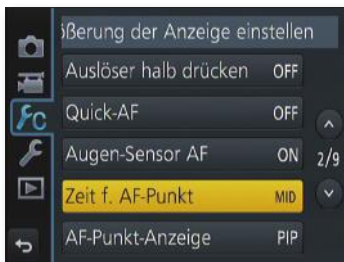 ßerung der Anzeige einstellen
Auslöser halb drücken OFF
Quick-AF OFF
Augen-Sensor AF ON
2/9
Zeit f. AF-Punkt MID
AF-Punkt-Anzeige PIP
C